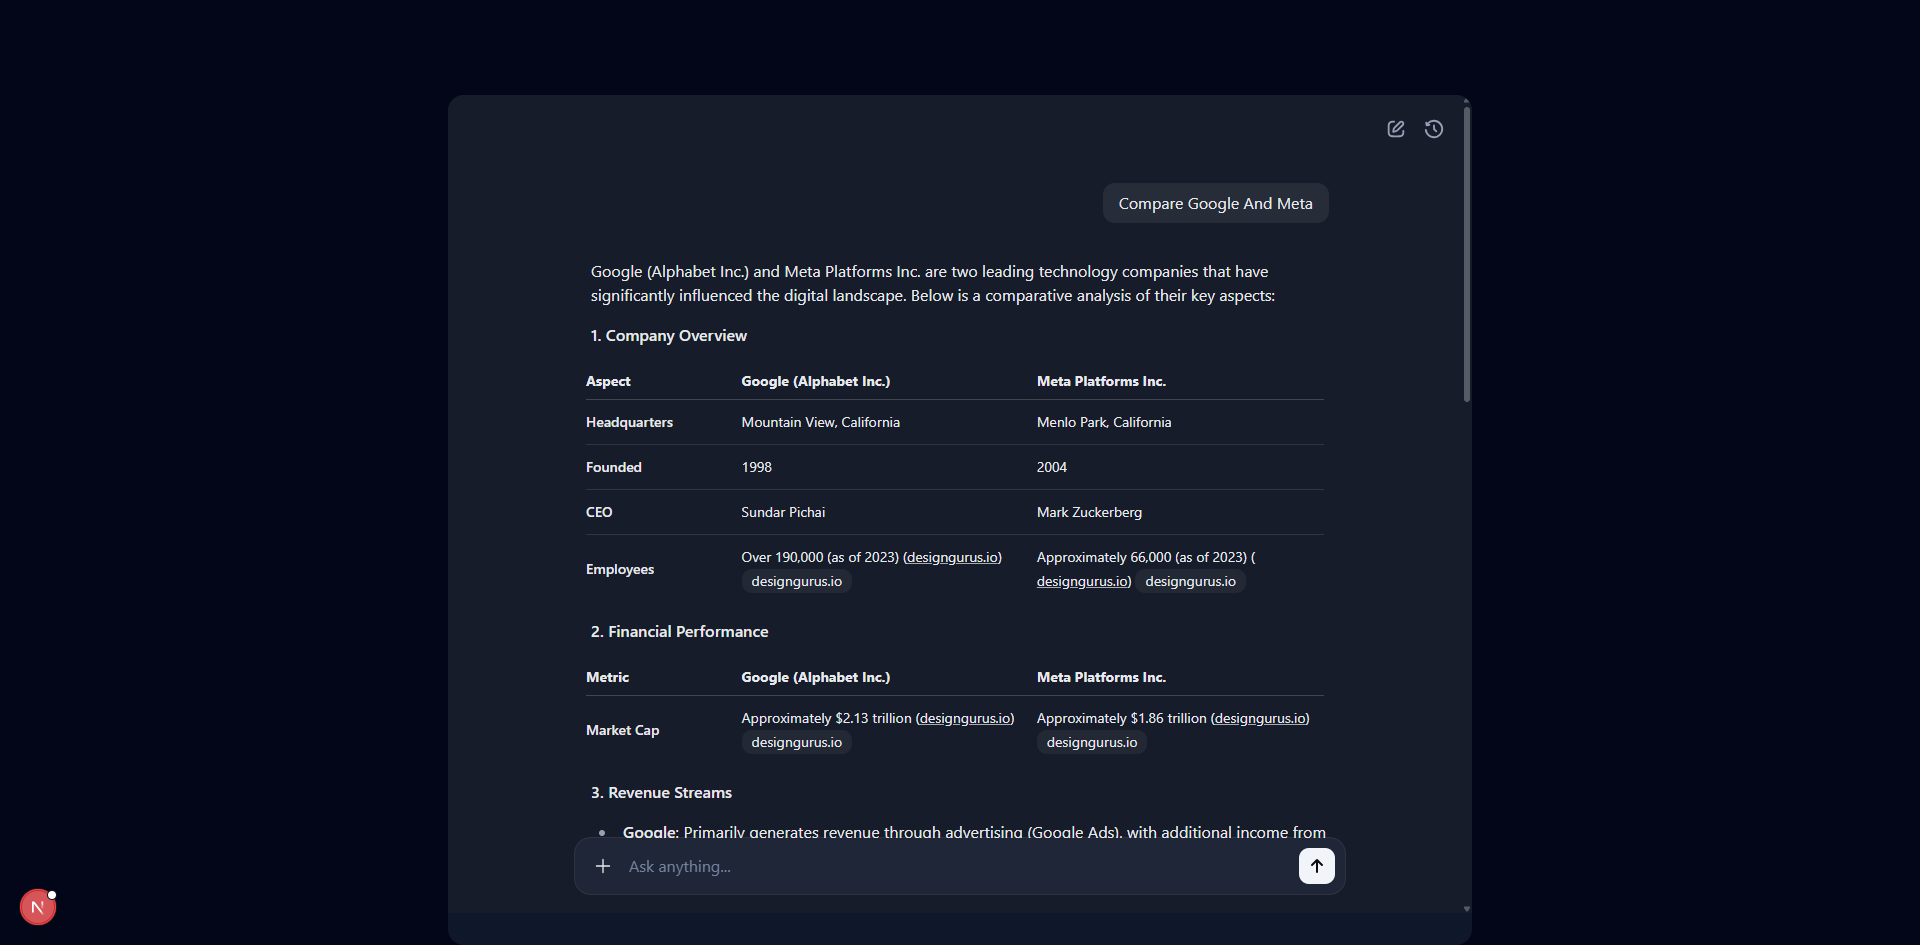 Compare Google And Meta
Google (Alphabet Inc.) and Meta Platforms Inc. are two leading technology companies that have
significantly influenced the digital landscape. Below is a comparative analysis of their key aspects:
1. Company Overview
Aspect Google (Alphabet Inc.) Meta Platforms Inc.
Headquarters Mountain View, California Menlo Park, California
Founded 1998 2004
CEO Sundar Pichai Mark Zuckerberg
Employees Over 190,000 (as of 2023) (designgurus.io) designgurus.io Approximately 66,000 (as of 2023) (designgurus.io) designgurus.io
2. Financial Performance
Metric Google (Alphabet Inc.) Meta Platforms Inc.
Market Cap Approximately $2.13 trillion (designgurus.io) designgurus.io Approximately $1.86 trillion (designgurus.io) designgurus.io
3. Revenue Streams
• Google: Primarily generates revenue through advertising (Google Ads), with additional income from
Ask anything...
N